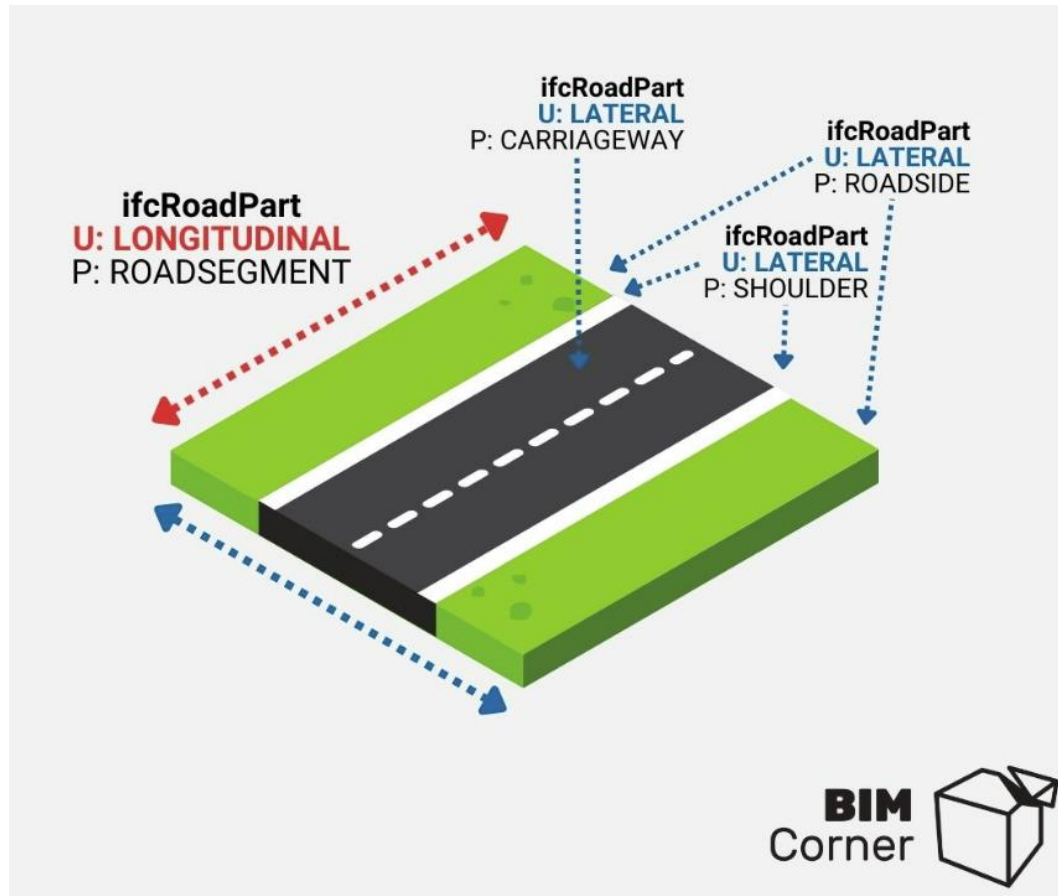 ifcRoadPart
U: LATERAL
P: CARRIAGEWAY
ifcRoadPart
U: LATERAL
P: ROADSIDE
ifcRoadPart
U: LONGITUDINAL
P: ROADSEGMENT
ifcRoadPart
U: LATERAL
P: SHOULDER
BIM
Corner